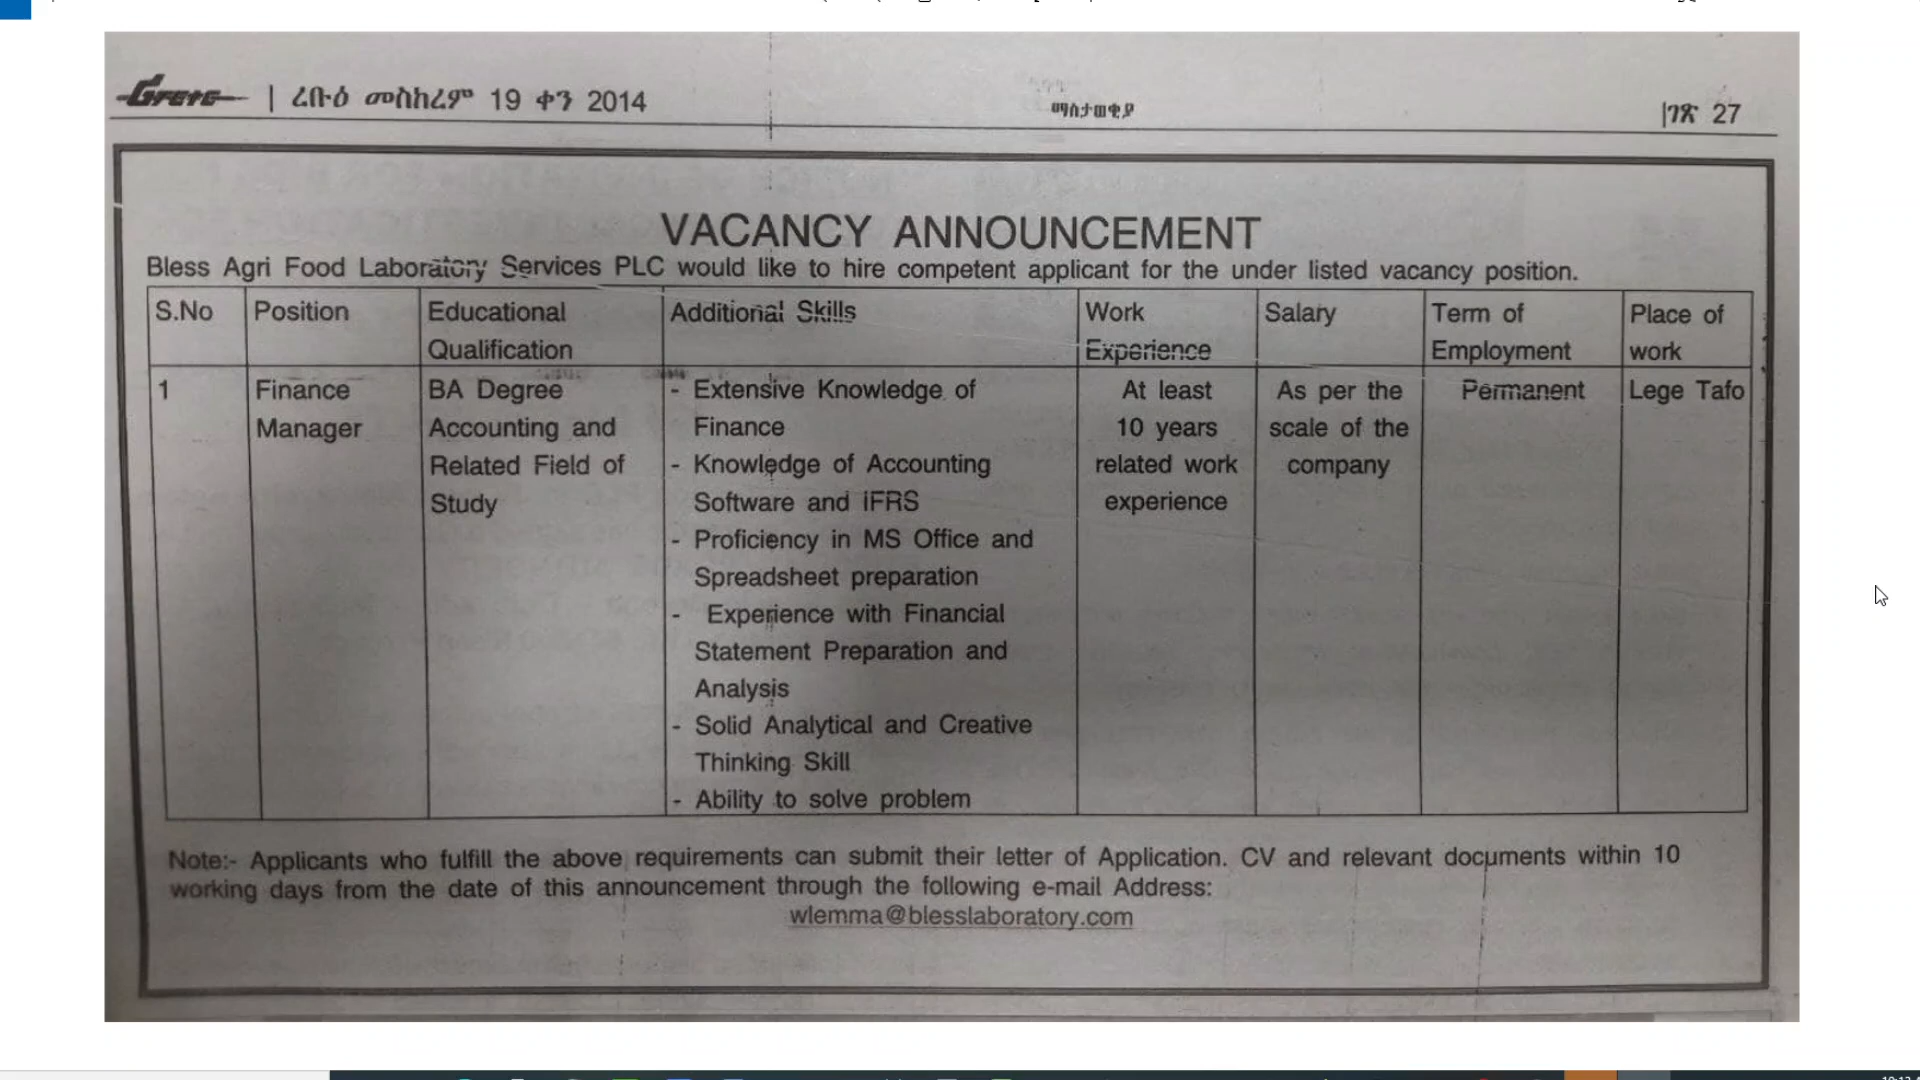 ረቡዕ መስከረም 19 ቀን 2014
ማስታወቂያ
ገጽ 27
VACANCY ANNOUNCEMENT
Bless Agri Food Laboratory Services PLC would like to hire competent applicant for the under listed vacancy position.
S.No
Position
Educational
Qualification
Additional Skills
Work
Experience
Salary
Term of
Employment
Place of
work
1
Finance
Manager
BA Degree
Accounting and
Related Field of
Study
- Extensive Knowledge of
Finance
- Knowledge of Accounting
Software and IFRS
- Proficiency in MS Office and
Spreadsheet preparation
- Experience with Financial
Statement Preparation and
Analysis
- Solid Analytical and Creative
Thinking Skill
- Ability to solve problem
At least
10 years
related work
experience
As per the
scale of the
company
Permanent
Lege Tafo
Note:- Applicants who fulfill the above requirements can submit their letter of Application. CV and relevant documents within 10
working days from the date of this announcement through the following e-mail Address:
wlemma@blesslaboratory.com